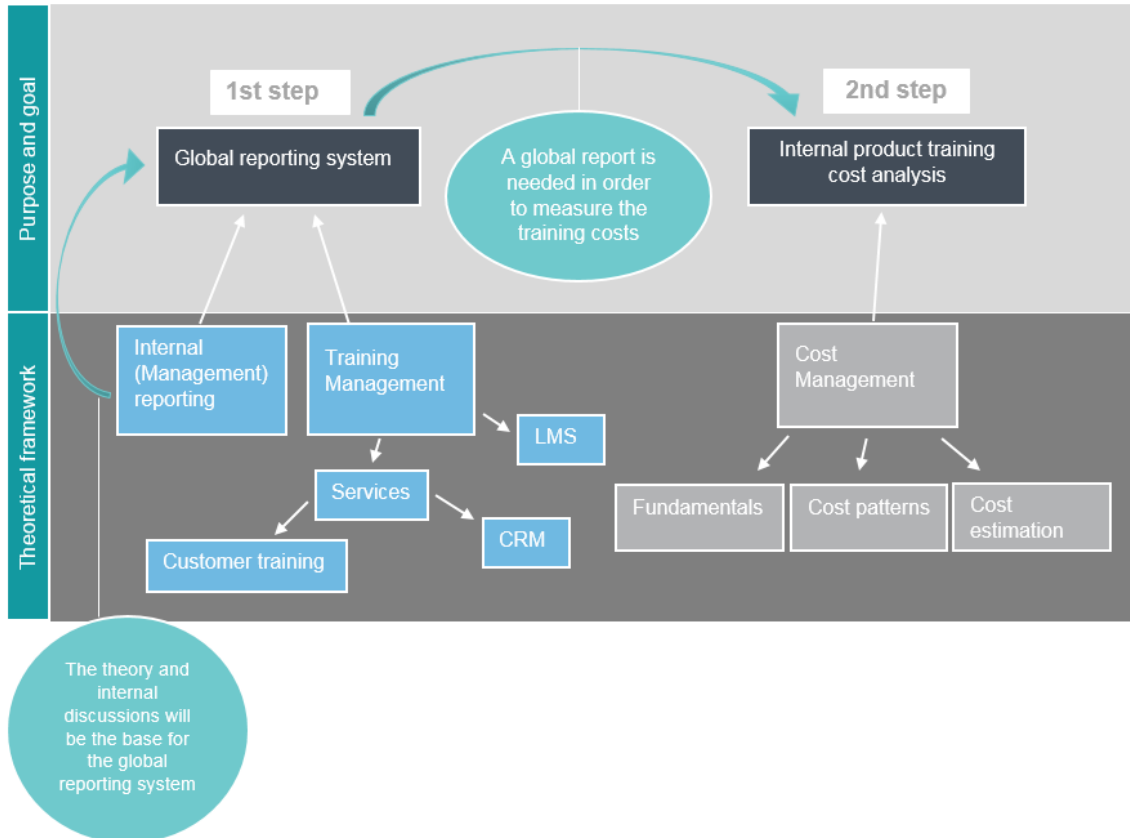 Purpose and goal
1st step
2nd step
Global reporting system
A global report is
needed in order
to measure the
training costs
Internal product training
cost analysis
Theoretical framework
Internal
(Management)
reporting
Training
Management
LMS
Services
CRM
Customer training
Cost
Management
Fundamentals
Cost patterns
Cost
estimation
The theory and
internal
discussions will
be the base for
the global
reporting system